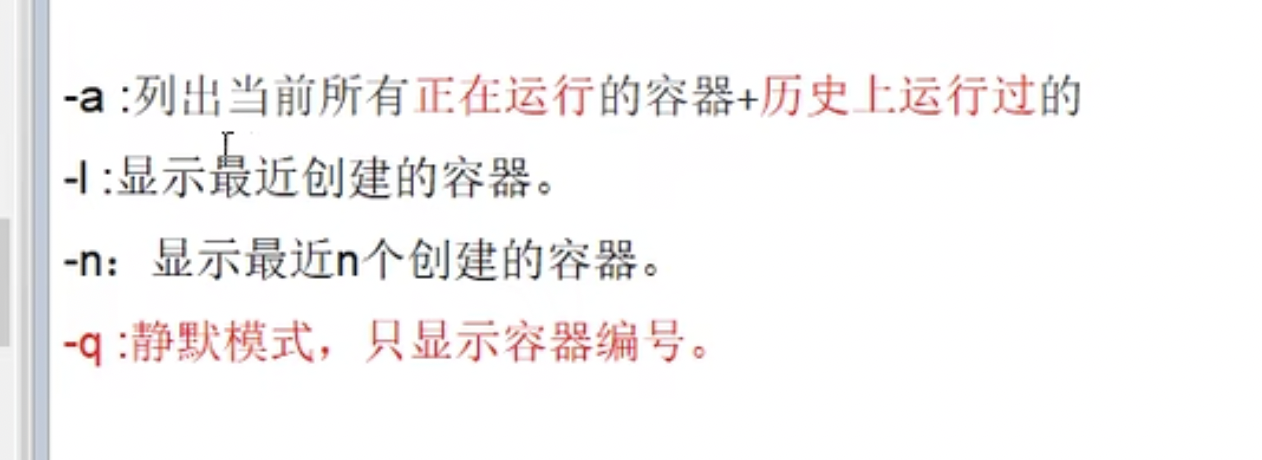 -a :列出当前所有正在运行的容器+历史上运行过的
-l :显示最近创建的容器。
-n：显示最近n个创建的容器。
-q :静默模式，只显示容器编号。